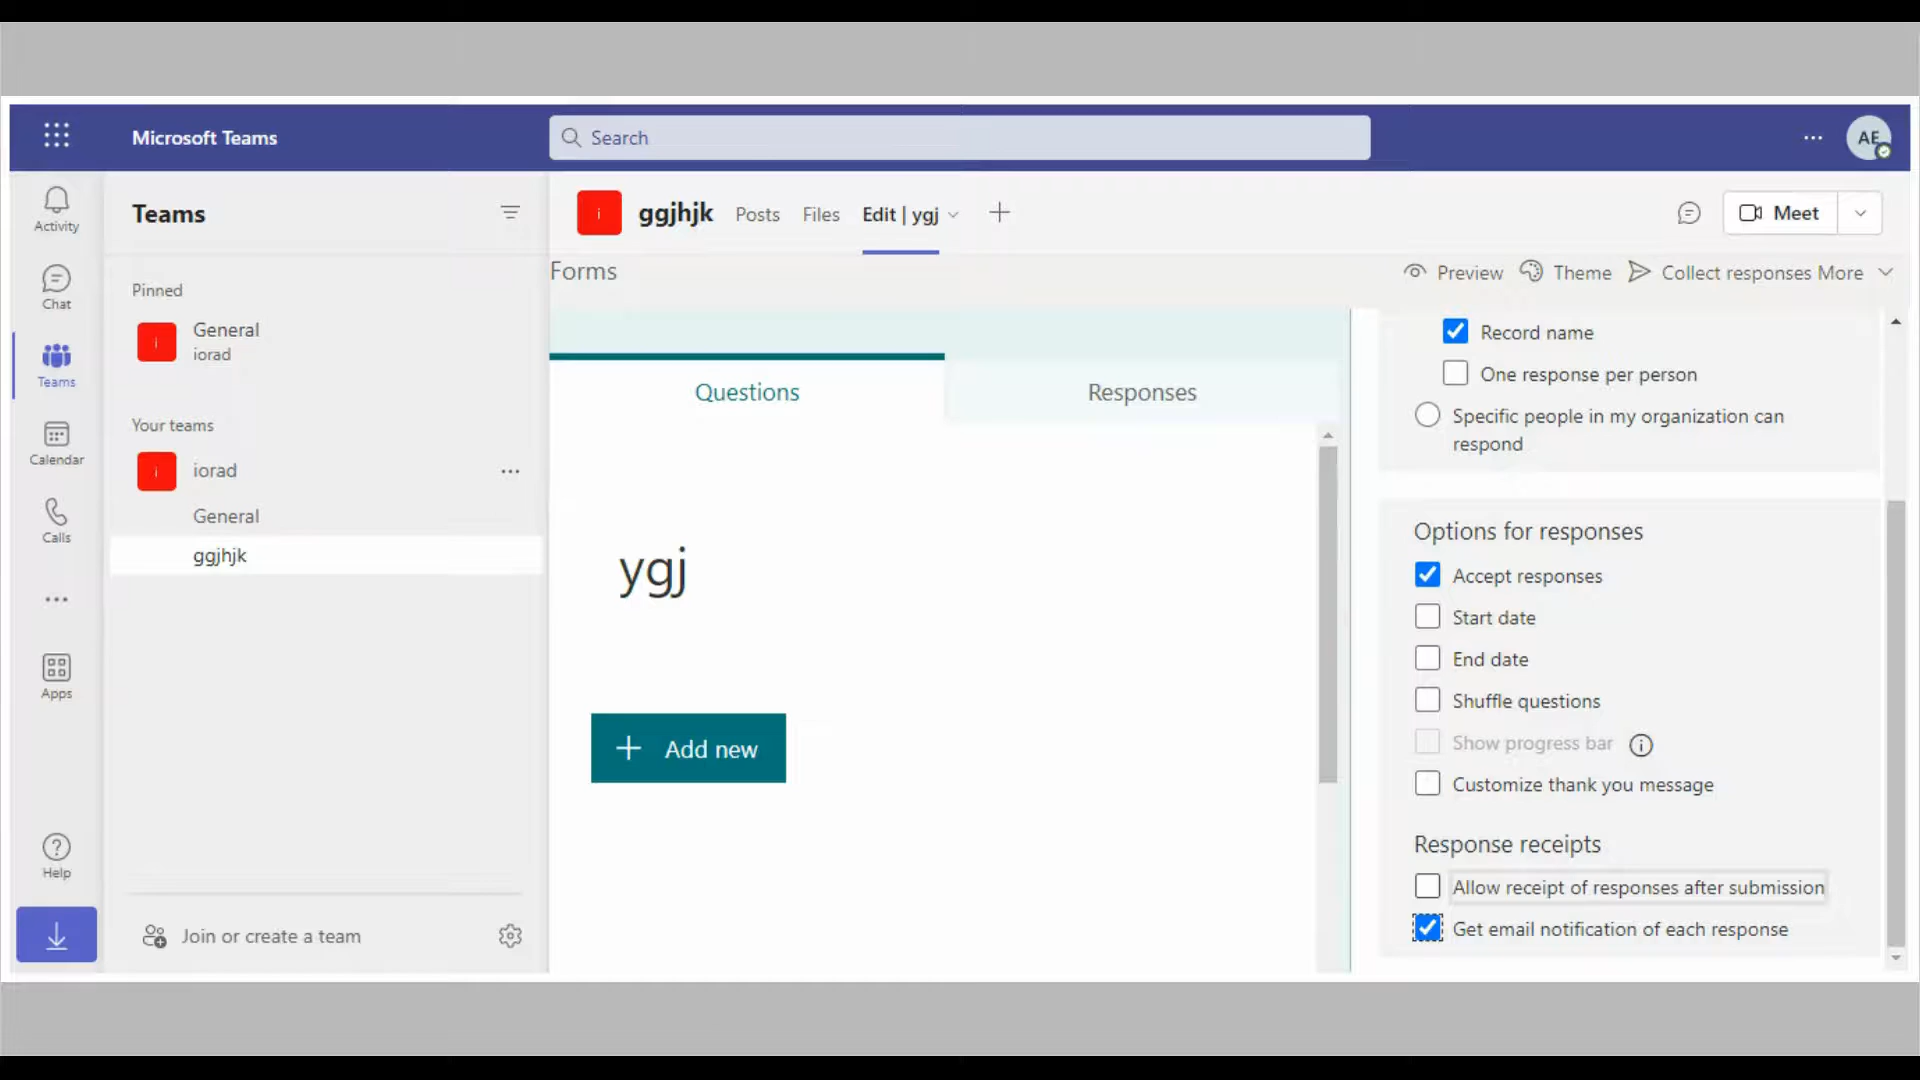 Microsoft Teams
Search
AE
Activity
Chat
Teams
Calendar
Calls
Apps
Help
Teams
Pinned
i
General
iorad
Your teams
i
iorad
General
ggjhjk
Join or create a team
i
ggjhjk
Posts
Files
Edit | ygj
Meet
Forms
Preview
Theme
Collect responses
More
Questions
Responses
ygj
Add new
Record name
One response per person
Specific people in my organization can
respond
Options for responses
Accept responses
Start date
End date
Shuffle questions
Show progress bar
Customize thank you message
Response receipts
Allow receipt of responses after submission
Get email notification of each response